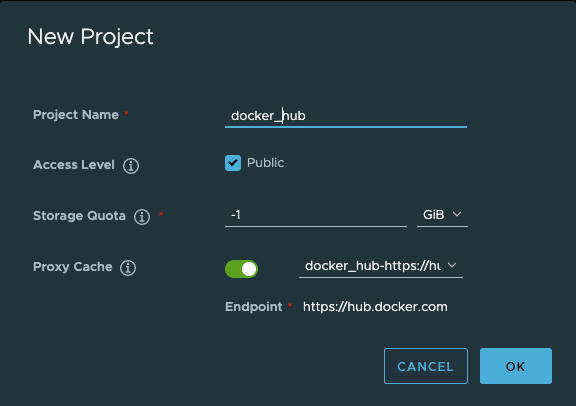 New Project
Project Name *
docker_hub
Access Level
Public
Storage Quota *
-1
GiB
Proxy Cache
docker_hub-https://hu
Endpoint *
https://hub.docker.com
CANCEL
OK